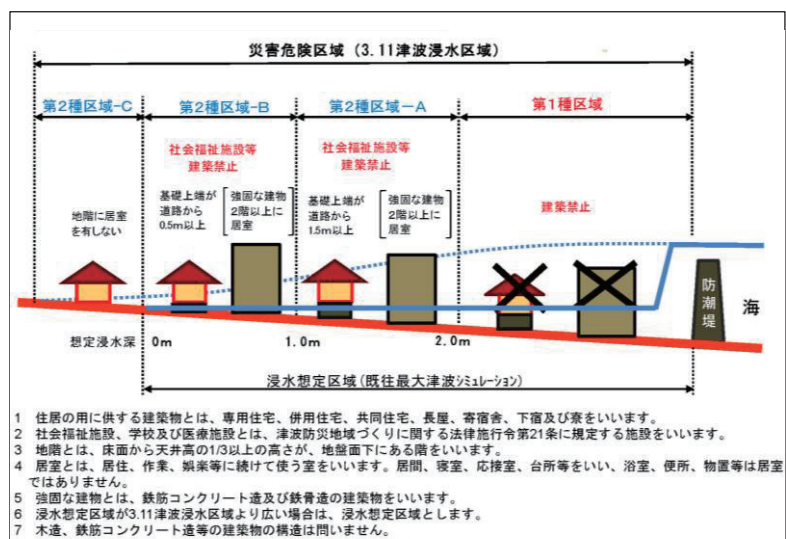 災害危険区域（3.11津波浸水区域）
第2種区域-C
第2種区域-B
第2種区域－A
第1種区域
社会福祉施設等
建築禁止
社会福祉施設等
建築禁止
地階に居室
を有しない
基礎上端が
道路から
0.5m以上
強固な建物
2階以上に
居室
基礎上端が
道路から
1.5m以上
強固な建物
2階以上に
居室
建築禁止
防潮堤
海
想定浸水深
0m
1.0m
2.0m
浸水想定区域(既往最大津波ｼﾐｭﾚｰｼｮﾝ)
1 住居の用に供する建築物とは、専用住宅、併用住宅、共同住宅、長屋、寄宿舎、下宿及び寮をいいます。
2 社会福祉施設、学校及び医療施設とは、津波防災地域づくりに関する法律施行令第21条に規定する施設をいいます。
3 地階とは、床面から天井高の1/3以上の高さが、地盤面下にある階をいいます。
4 居室とは、居住、作業、娯楽等に続けて使う室をいいます。居間、寝室、応接室、台所等をいい、浴室、便所、物置等は居室
ではありません。
5 強固な建物とは、鉄筋コンクリート造及び鉄骨造の建築物をいいます。
6 浸水想定区域が3.11津波浸水区域より広い場合は、浸水想定区域とします。
7 木造、鉄筋コンクリート造等の建築物の構造は問いません。